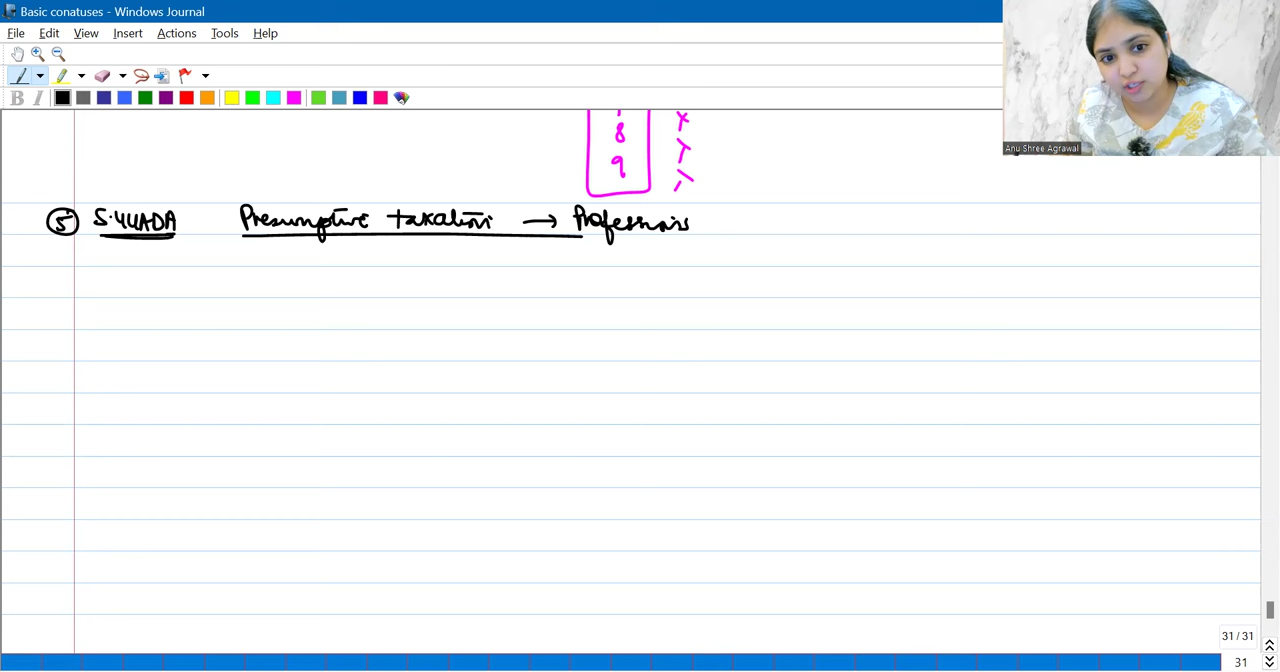 Basic conatuses - Windows Journal
File Edit View Insert Actions Tools Help
B I
Anu Shree Agrawal
8 x
9
5 S.44ADA Presumptive taxation → Professions
31 / 31
31